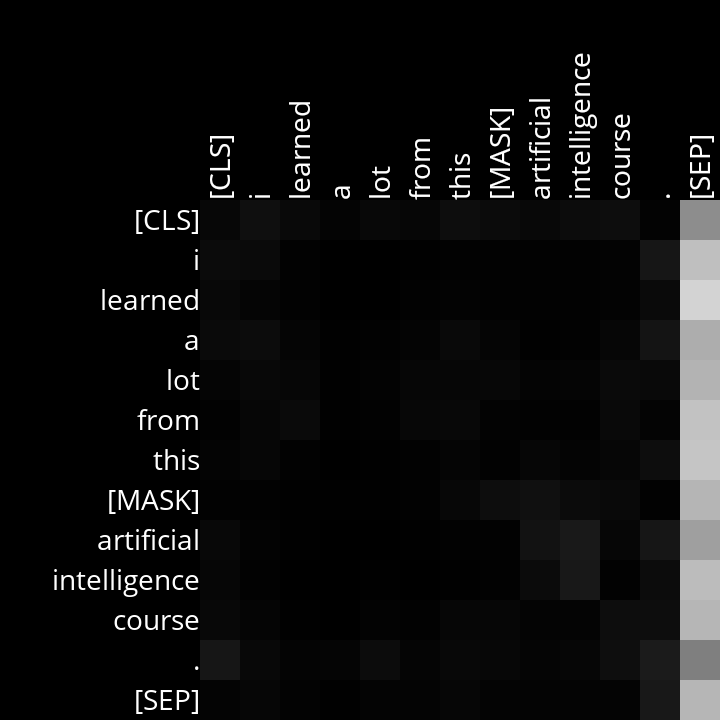 [CLS]
i
learned
a
lot
from
this
[MASK]
artificial
intelligence
course
.
[SEP]
[CLS]
i
learned
a
lot
from
this
[MASK]
artificial
intelligence
course
.
[SEP]